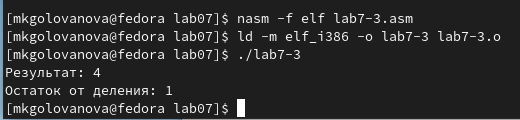 [mkgolovanova@fedora lab07]$ nasm -f elf lab7-3.asm
[mkgolovanova@fedora lab07]$ ld -m elf_i386 -o lab7-3 lab7-3.o
[mkgolovanova@fedora lab07]$ ./lab7-3
Результат: 4
Остаток от деления: 1
[mkgolovanova@fedora lab07]$